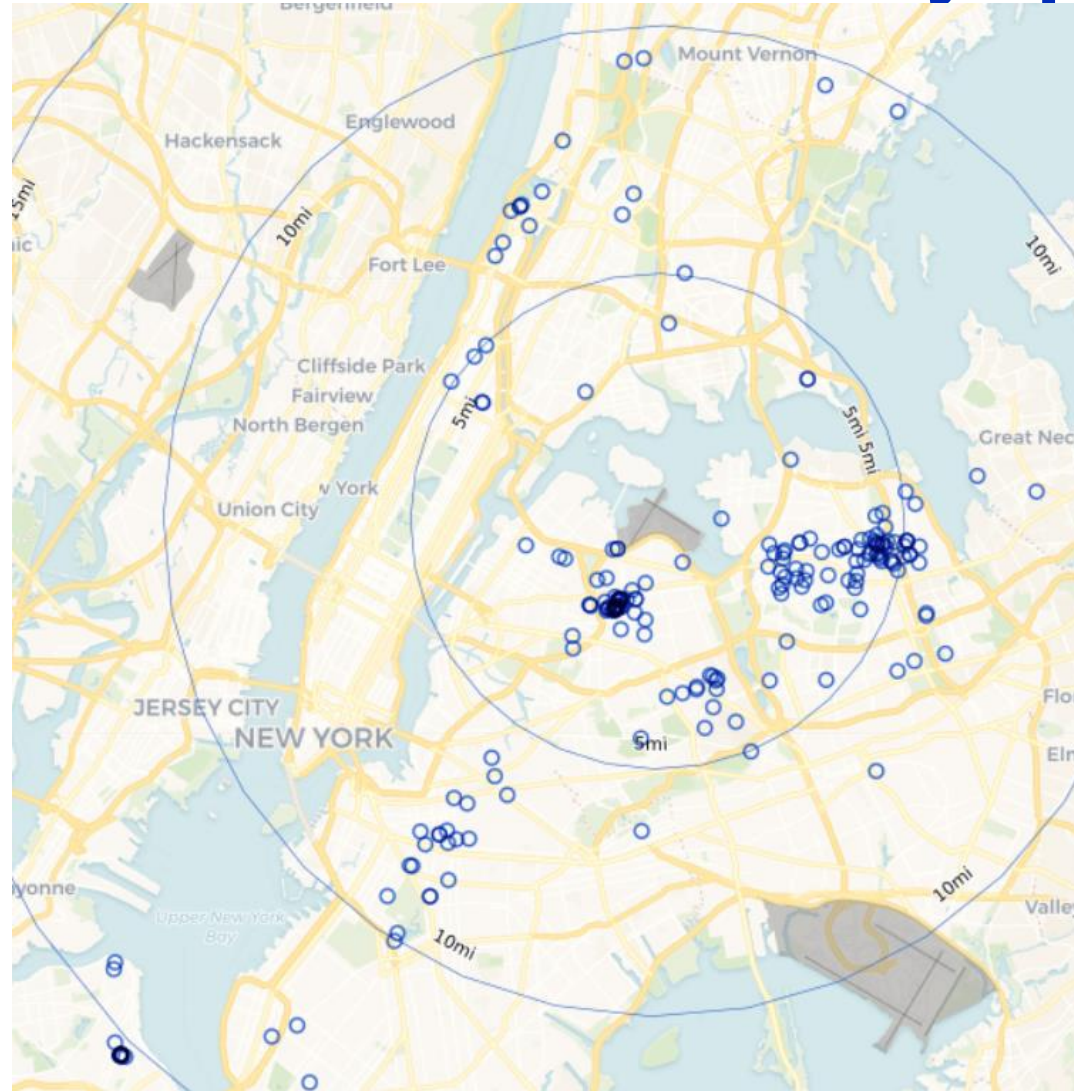 Bergenfield
Mount Vernon
Englewood
Hackensack
15mi
10mi
ic
10mi
Fort Lee
Cliffside Park
Fairview
North Bergen
5mi
5mi 5mi
Great Nec
w York
Union City
JERSEY CITY
NEW YORK
Flo
5mi
Eln
10mi
yonne
Upper New York
Bay
Valle
10mi